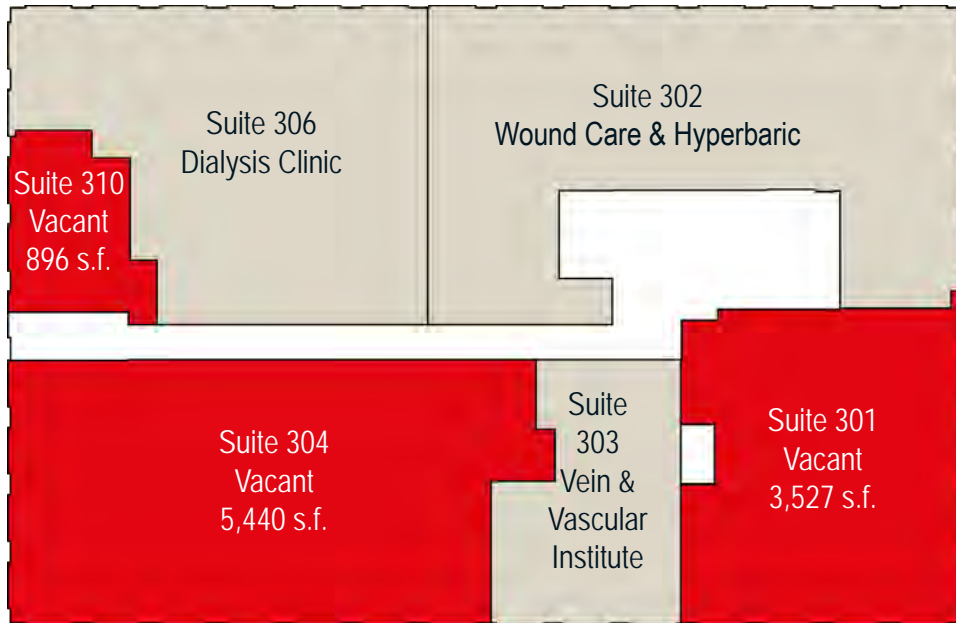 Suite 306
Dialysis Clinic
Suite 302
Wound Care & Hyperbaric
Suite 310
Vacant
896 s.f.
Suite 304
Vacant
5,440 s.f.
Suite
303
Vein &
Vascular
Institute
Suite 301
Vacant
3,527 s.f.